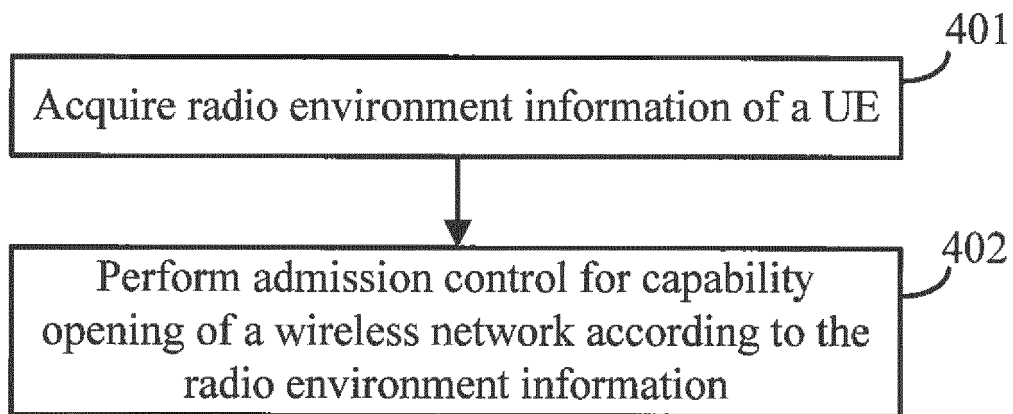 401
Acquire radio environment information of a UE
402
Perform admission control for capability
opening of a wireless network according to the
radio environment information